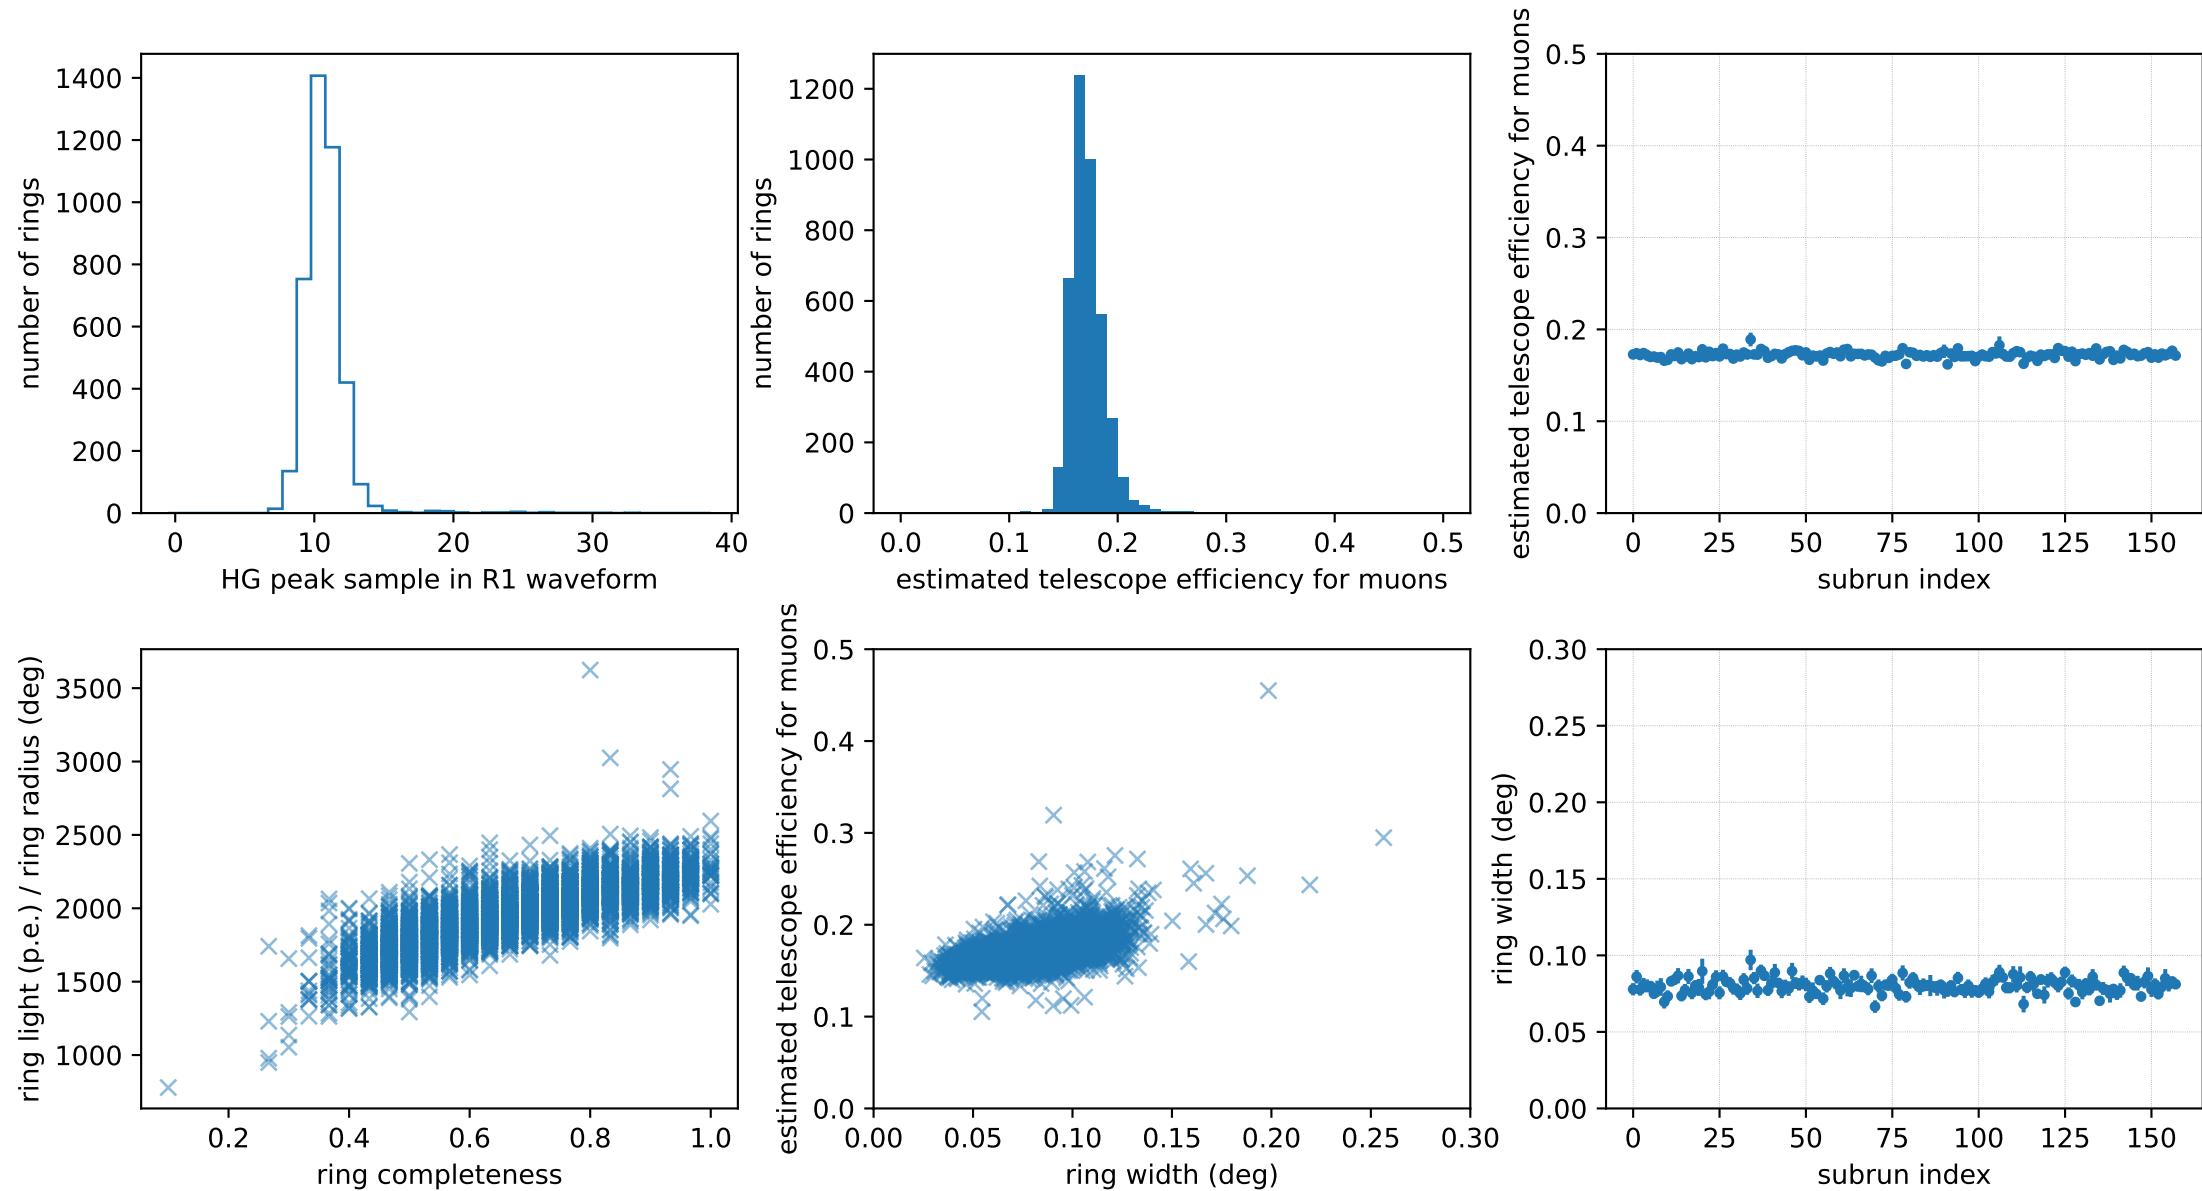 number of rings
1400
1200
1000
800
600
400
200
0
0 10 20 30 40
HG peak sample in R1 waveform
number of rings
1200
1000
800
600
400
200
0
0.0 0.1 0.2 0.3 0.4 0.5
estimated telescope efficiency for muons
estimated telescope efficiency for muons
0.5
0.4
0.3
0.2
0.1
0.0
0 25 50 75 100 125 150
subrun index
ring light (p.e.) / ring radius (deg)
3500
3000
2500
2000
1500
1000
0.2 0.4 0.6 0.8 1.0
ring completeness
estimated telescope efficiency for muons
0.5
0.4
0.3
0.2
0.1
0.0
0.00 0.05 0.10 0.15 0.20 0.25 0.30
ring width (deg)
ring width (deg)
0.30
0.25
0.20
0.15
0.10
0.05
0.00
0 25 50 75 100 125 150
subrun index